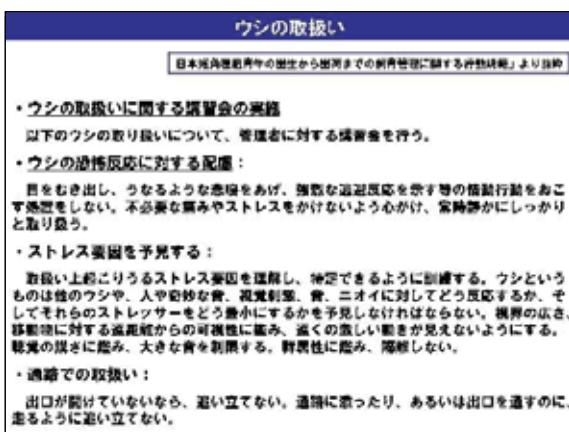 ウシの取扱い
日本短角種肥育牛の出生から出荷までの飼育管理に関する行動規範」より抜粋
・ウシの取扱いに関する講習会の実施
以下のウシの取り扱いについて、管理者に対する講習会を行う。
・ウシの恐怖反応に対する配慮：
目をむき出し、うなるような悲鳴をあげ、強烈な逃避反応を示す等の情動行動をおこ
す処置をしない。不必要な痛みやストレスをかけないよう心がけ、常時静かにしっかり
と取り扱う。
・ストレス要因を予見する：
取扱い上起こりうるストレス要因を理解し、特定できるように訓練する。ウシという
ものは他のウシや、人や奇妙な音、視覚刺激、音、ニオイに対してどう反応するか、そ
してそれらのストレッサーをどう最小にするかを予見しなければならない。視界の広さ、
移動物に対する遠距離からの可視性に鑑み、遠くの激しい動きが見えないようにする。
聴覚の鋭さに鑑み、大きな音を制限する。群居性に鑑み、隔離しない。
・通路での取扱い：
出口が開けていないなら、追い立てない。通路に添ったり、あるいは出口を通すのに、
走るように追い立てない。